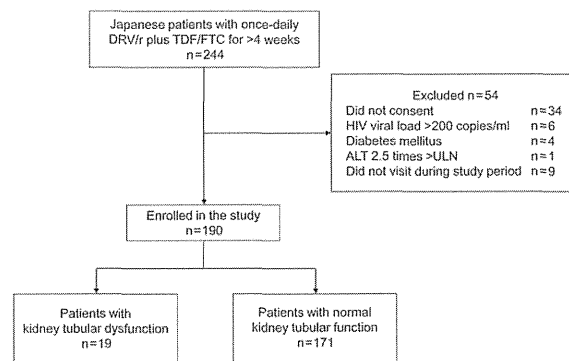 Japanese patients with once-daily
DRV/r plus TDF/FTC for >4 weeks
n=244
Excluded n=54
Did not consent n=34
HIV viral load >200 copies/ml n=6
Diabetes mellitus n=4
ALT 2.5 times >ULN n=1
Did not visit during study period n=9
Enrolled in the study
n=190
Patients with
kidney tubular dysfunction
n=19
Patients with normal
kidney tubular function
n=171